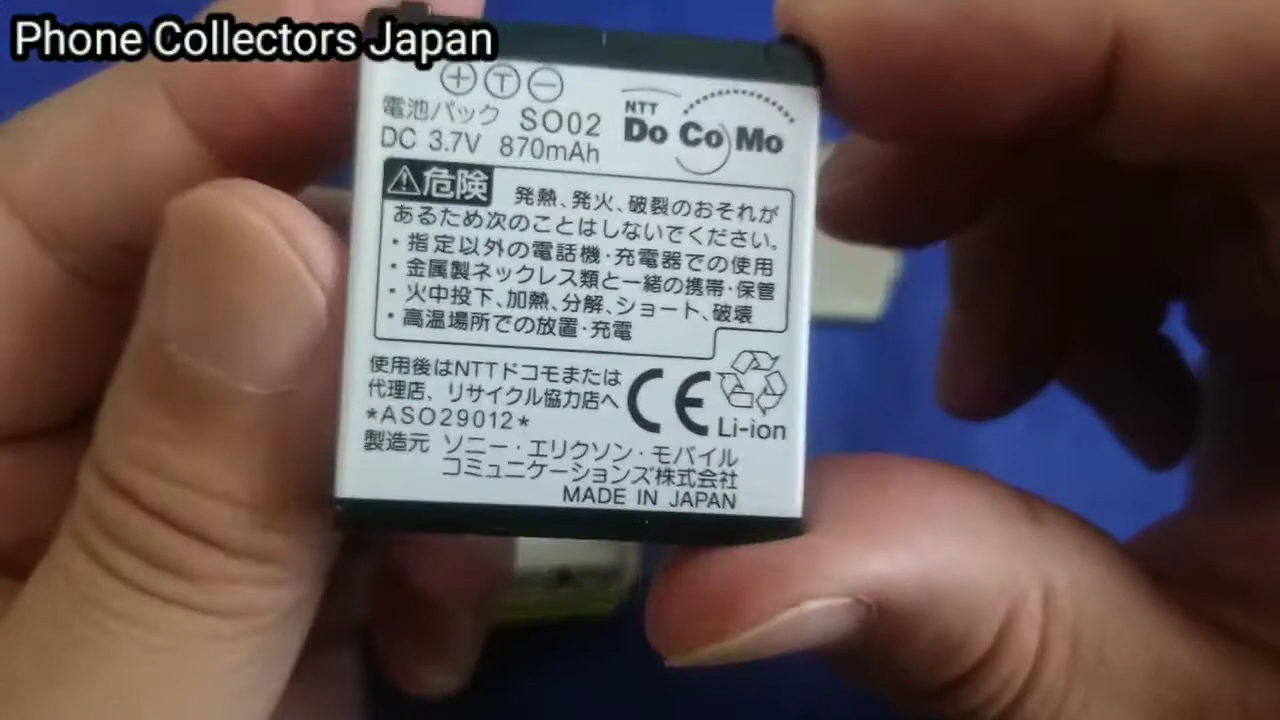 Phone Collectors Japan
+ T −
電池パック SO02
DC 3.7V 870mAh
NTT
DoCoMo
危険 発熱、発火、破裂のおそれが
あるため次のことはしないでください。
・指定以外の電話機・充電器での使用
・金属製ネックレス類と一緒の携帯・保管
・火中投下、加熱、分解、ショート、破壊
・高温場所での放置・充電
使用後はNTTドコモまたは
代理店、リサイクル協力店へ
*ASO29012*
CE
Li-ion
製造元 ソニー・エリクソン・モバイル
コミュニケーションズ株式会社
MADE IN JAPAN